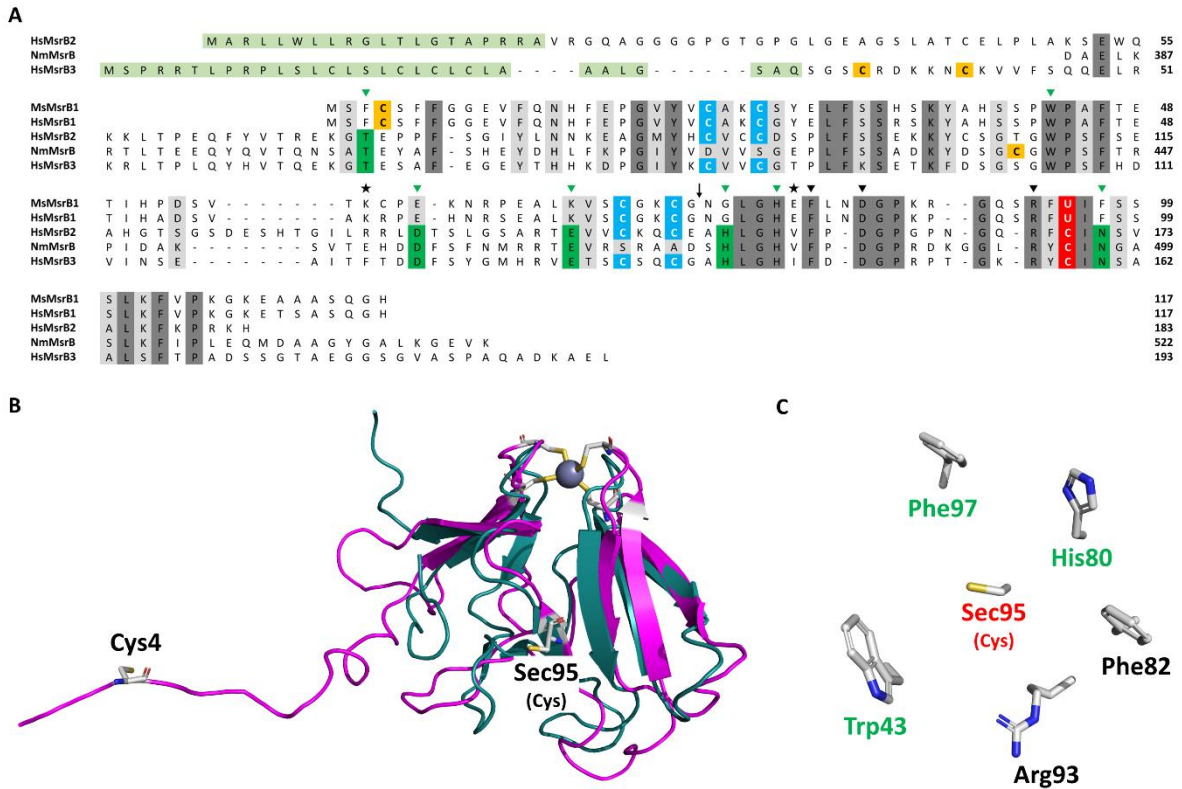 A
HsMsrB2 M A R L L W L L R G L T L G T A P R R A V R G Q A G G G G P G T G P G L G E A G S L A T C E L P L A K S E W Q 55
NmMsrB D A E L K 387
HsMsrB3 M S P R R T L P R P L S L C L S L C L C L C L A - - - - - A A L G - - - - - - S A Q S G S C R D K K N C K V V F S Q Q E L R 51
MsMsrB1 M S F C S F F G G E V F Q N H F E P G V Y V C A K C S Y E L F S S H S K Y A H S S P W P A F T E 48
HsMsrB1 M S F C S F F G G E V F Q N H F E P G V Y V C A K C G Y E L F S S R S K Y A H S S P W P A F T E 48
HsMsrB2 K K L T P E Q F Y V T R E K G T E P P F - S G I Y L N N K E A G M Y H C V C C D S P L F S S E K K Y C S G T G W P S F S E 115
NmMsrB R T L T E E Q Y Q V T Q N S A T E Y A F - S H E Y D H L F K P G I Y V D V V S G E P L F S S A D K Y D S G C G W P S F T R 447
HsMsrB3 K R L T P L Q Y H V T Q E K G T E S A F - E G E Y T H H K D P G I Y K C V V C G T P L F K S E T K F D S G S G W P S F H D 111
MsMsrB1 T I H P D S V - - - - - - T K C P E - K N R P E A L K V S C G K C G N G L G H E F L N D G P K R - - G Q S R F U I F S S 99
HsMsrB1 T I H A D S V - - - - - - A K R P E - H N R S E A L K V S C G K C G N G L G H E F L N D G P K P - - G Q S R F U I F S S 99
HsMsrB2 A H G T S G S D E S H T G I L R R L D T S L G S A R T E V V C K Q C E A H L G H V F P D G P G P N - - G Q - R F C I N S V 173
NmMsrB P I D A K - - - - - - S V T E H D D F S F N M R R T E V R S R A A D S H L G H V F P D G P R D K G G L - R Y C I N G A 499
HsMsrB3 V I N S E - - - - - - A I T F T D D F S Y G M H R V E T S C S Q C G A H L G H I F D - D G P R P T - G K - R Y C I N S A 162
MsMsrB1 S L K F V P K G K E A A A S Q G H 117
HsMsrB1 S L K F V P K G K E T S A S Q G H 117
HsMsrB2 A L K F K P R K H 183
NmMsrB S L K F I P L E Q M D A A G Y G A L K G E V K 522
HsMsrB3 A L S F T P A D S S G T A E G G S G V A S P A Q A D K A E L 193
B
Cys4
Sec95
(Cys)
C
Phe97
His80
Sec95
(Cys)
Phe82
Trp43
Arg93